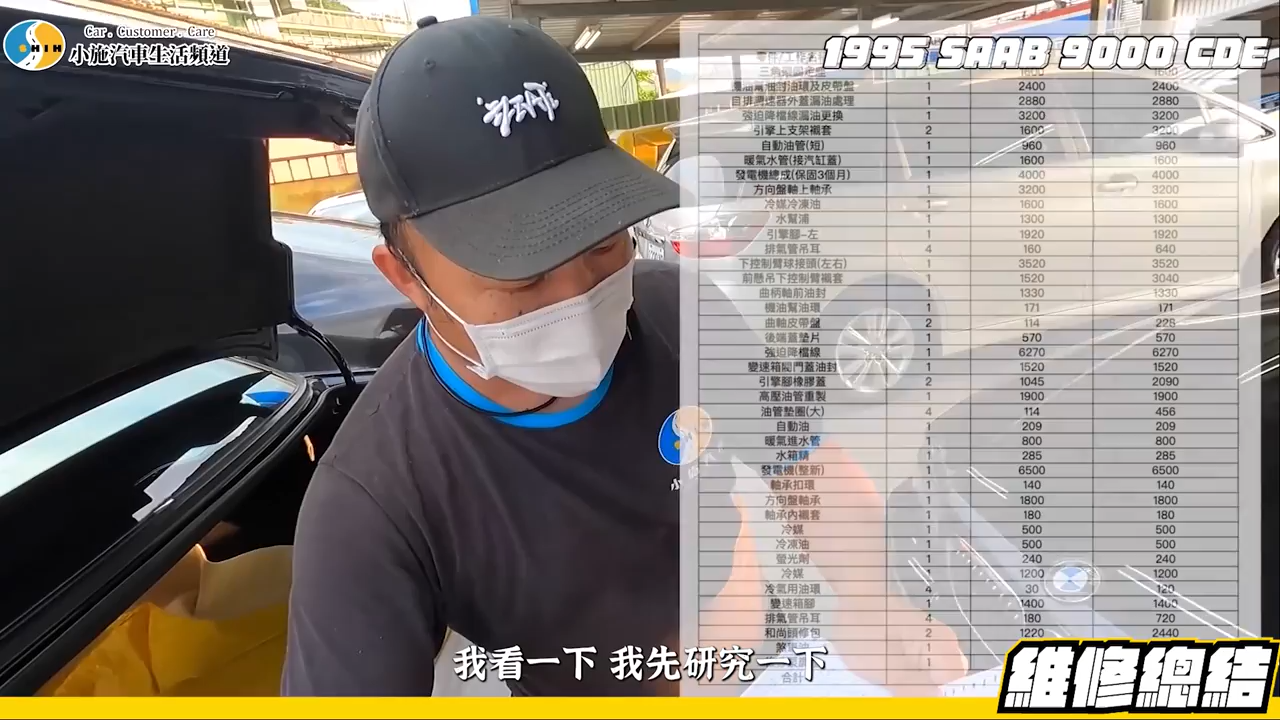 Car. Customer. Care
SHIH 小施汽車生活頻道
1995 SAAB 9000 CDE
1600 1600
2400 2400
自排變速器外蓋漏油處理 1 2880 2880
強迫降檔線漏油更換 1 3200 3200
引擎上支架襯套 2 1600 3200
自動油管(短) 1 960 960
暖氣水管(接汽缸蓋) 1 1600 1600
發電機總成(保固3個月) 1 4000 4000
方向盤軸上軸承 1 3200 3200
冷媒冷凍油 1 1600 1600
水幫浦 1 1300 1300
引擎腳-左 1 1920 1920
排氣管吊耳 4 160 640
下控制臂球接頭(左右) 1 3520 3520
前懸吊下控制臂襯套 1520 3040
曲柄軸前油封 1 1330 1330
機油幫油環 1 171 171
曲軸皮帶盤 2 114 228
後端蓋墊片 1 570 570
強迫降檔線 1 6270 6270
變速箱閥門蓋油封 1 1520 1520
引擎腳橡膠蓋 2 1045 2090
高壓油管重製 1 1900 1900
油管墊圈(大) 4 114 456
自動油 1 209 209
暖氣進水管 1 800 800
水箱精 1 285 285
發電機(整新) 1 6500 6500
軸承扣環 1 140 140
方向盤軸承 1 1800 1800
軸承內襯套 1 180 180
冷媒 1 500 500
冷凍油 1 500 500
螢光劑 1 240 240
冷媒 1 1200 1200
冷氣用油環 4 30 120
變速箱腳 1 1400 1400
排氣管吊耳 4 180 720
和尚頭修包 2 1220 2440
1
合計
我看一下 我先研究一下
維修總結